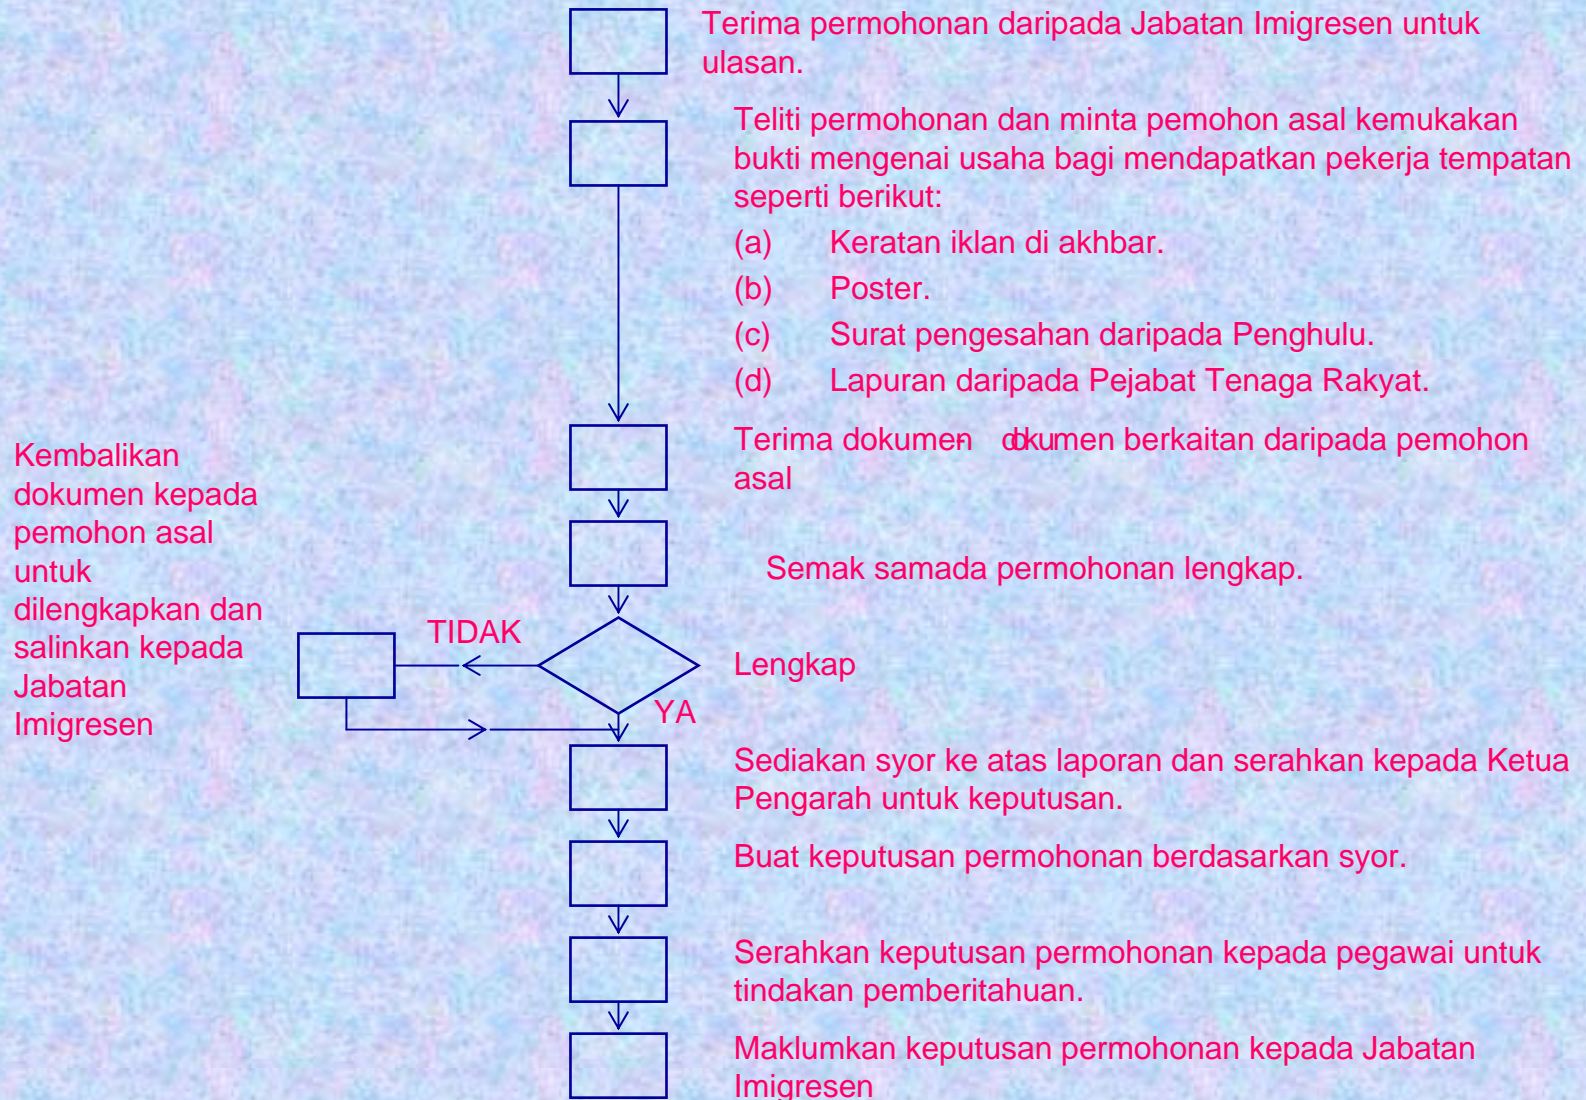 Terima permohonan daripada Jabatan Imigresen untuk
ulasan.
Teliti permohonan dan minta pemohon asal kemukakan
bukti mengenai usaha bagi mendapatkan pekerja tempatan
seperti berikut:
(a) Keratan iklan di akhbar.
(b) Poster.
(c) Surat pengesahan daripada Penghulu.
(d) Lapuran daripada Pejabat Tenaga Rakyat.
Terima dokumen- dokumen berkaitan daripada pemohon
asal
Semak samada permohonan lengkap.
Kembalikan
dokumen kepada
pemohon asal
untuk
dilengkapkan dan
salinkan kepada
Jabatan
Imigresen
TIDAK
Lengkap
YA
Sediakan syor ke atas laporan dan serahkan kepada Ketua
Pengarah untuk keputusan.
Buat keputusan permohonan berdasarkan syor.
Serahkan keputusan permohonan kepada pegawai untuk
tindakan pemberitahuan.
Maklumkan keputusan permohonan kepada Jabatan
Imigresen